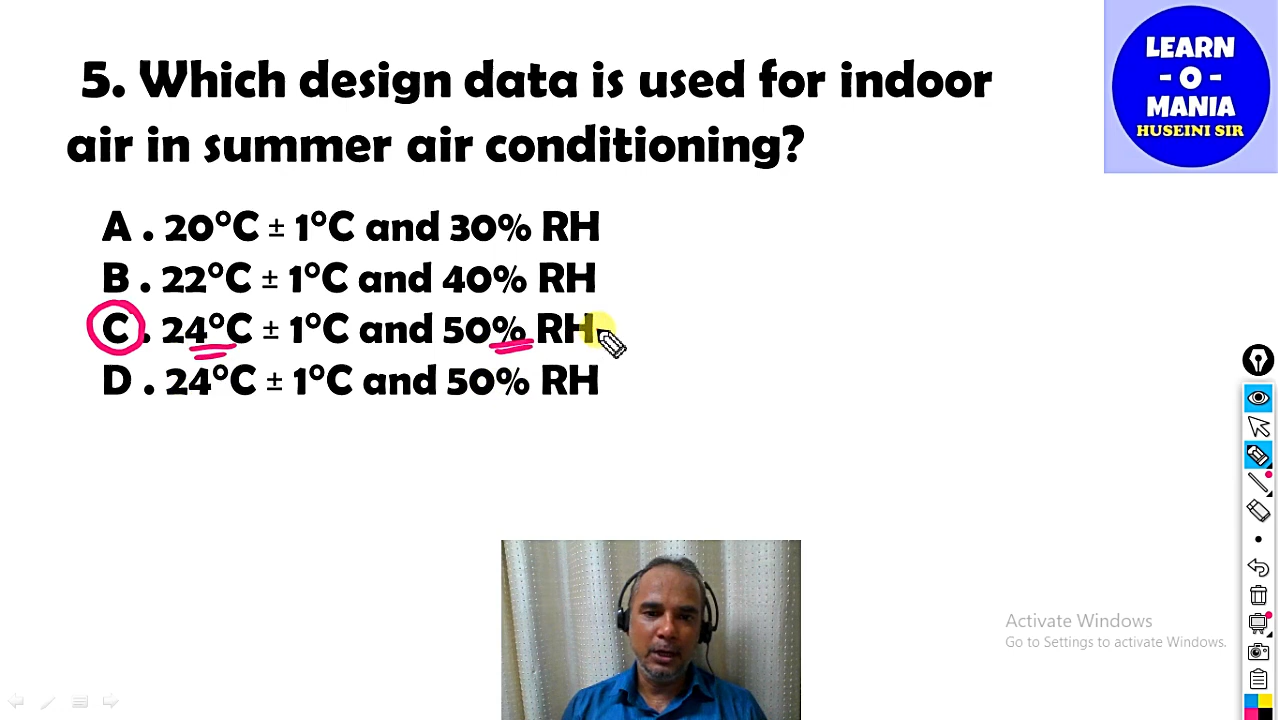 5. Which design data is used for indoor
air in summer air conditioning?
A . 20°C ± 1°C and 30% RH
B . 22°C ± 1°C and 40% RH
C . 24°C ± 1°C and 50% RH
D . 24°C ± 1°C and 50% RH
LEARN
- O -
MANIA
HUSEINI SIR
Activate Windows
Go to Settings to activate Windows.